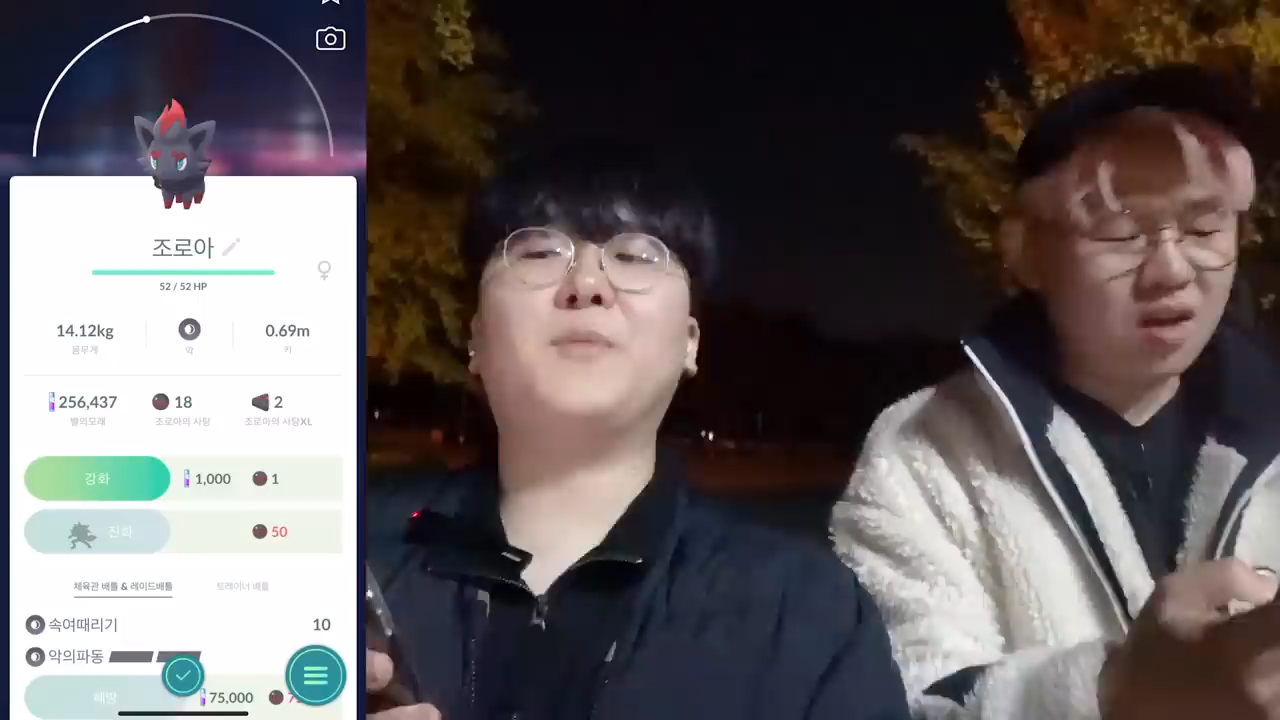 조로아
52 / 52 HP
14.12kg
몸무게
악
0.69m
키
256,437
별의모래
18
조로아의 사탕
2
조로아의 사탕XL
강화
1,000
1
진화
50
체육관 배틀 & 레이드배틀
트레이너 배틀
속여때리기
10
악의파동
해방
75,000